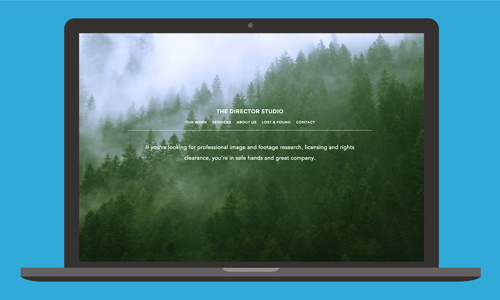 THE DIRECTOR STUDIO
OUR WORK SERVICES ABOUT US LOST & FOUND CONTACT
If you're looking for professional image and footage research, licensing and rights
clearance, you're in safe hands and great company.